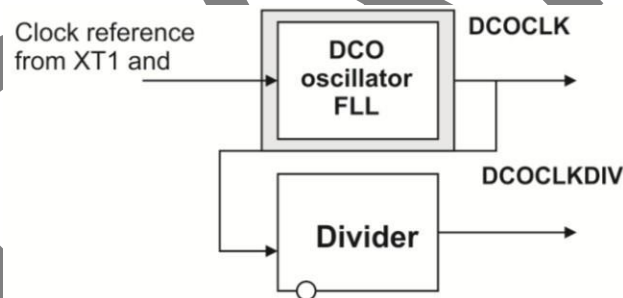 Clock reference
from XT1 and
DCO
oscillator
FLL
DCOCLK
DCOCLKDIV
Divider